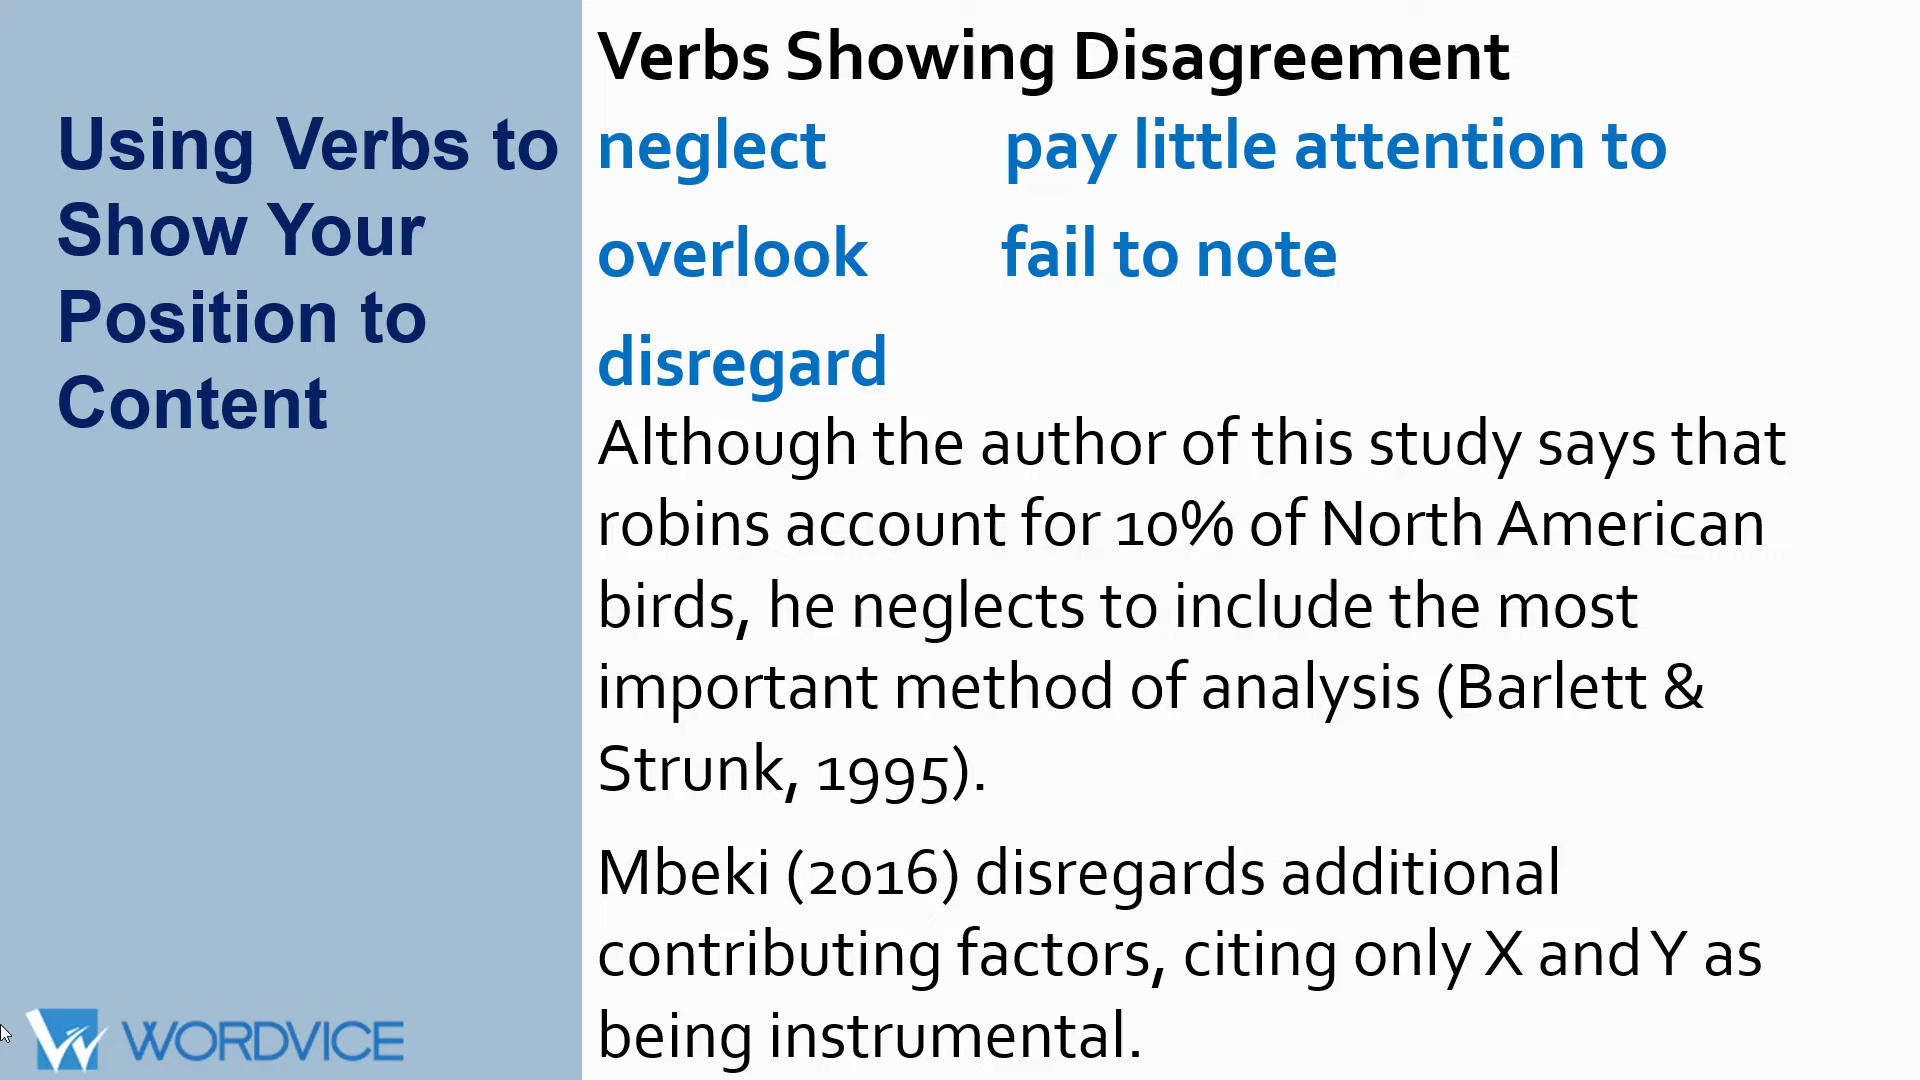 Using Verbs to
Show Your
Position to
Content
WORDVICE
Verbs Showing Disagreement
neglect pay little attention to
overlook fail to note
disregard
Although the author of this study says that
robins account for 10% of North American
birds, he neglects to include the most
important method of analysis (Barlett &
Strunk, 1995).
Mbeki (2016) disregards additional
contributing factors, citing only X and Y as
being instrumental.